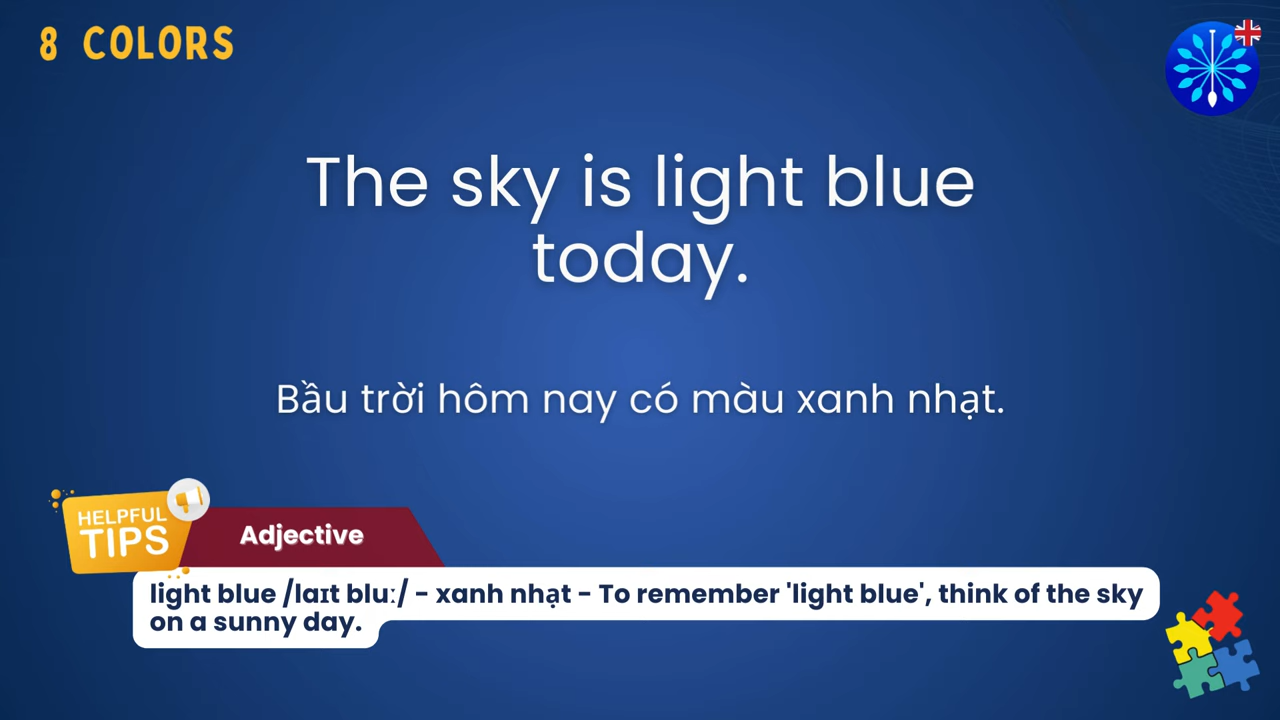 8 COLORS
The sky is light blue
today.
Bầu trời hôm nay có màu xanh nhạt.
HELPFUL
TIPS
Adjective
light blue /laɪt bluː/ - xanh nhạt - To remember 'light blue', think of the sky
on a sunny day.